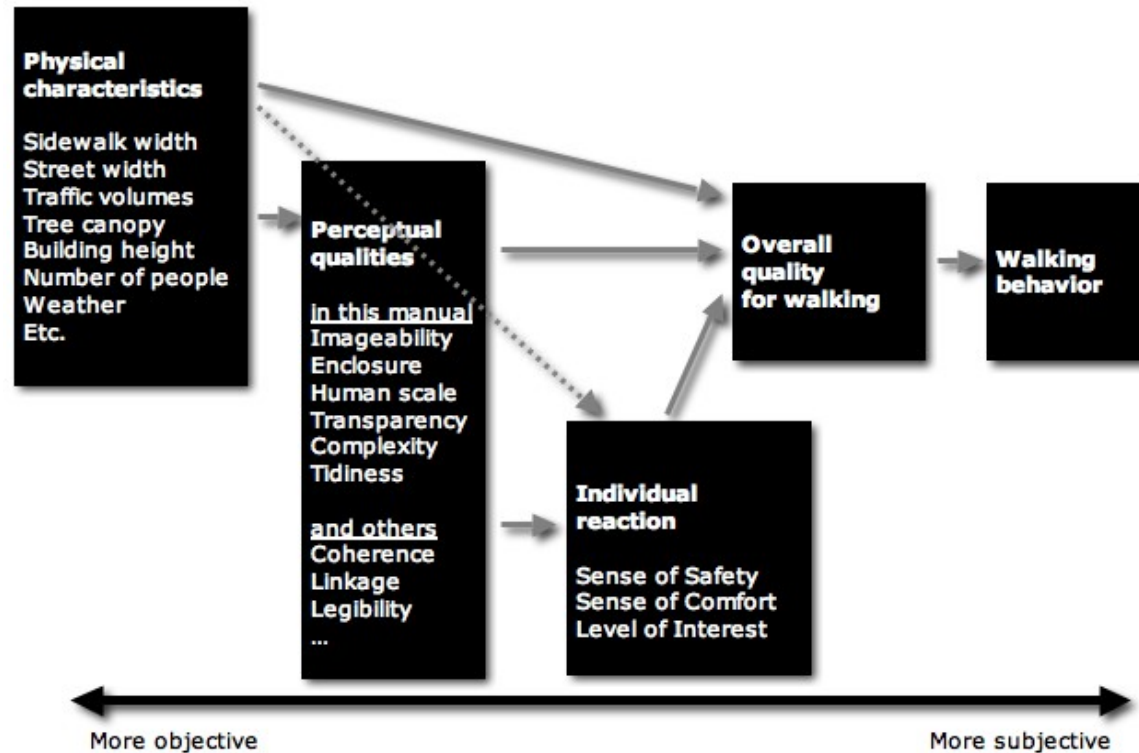 Physical
characteristics
Sidewalk width
Street width
Traffic volumes
Tree canopy
Building height
Number of people
Weather
Etc.
Perceptual
qualities
in this manual
Imageability
Enclosure
Human scale
Transparency
Complexity
Tidiness
and others
Coherence
Linkage
Legibility
...
Individual
reaction
Sense of Safety
Sense of Comfort
Level of Interest
Overall
quality
for walking
Walking
behavior
More objective
More subjective